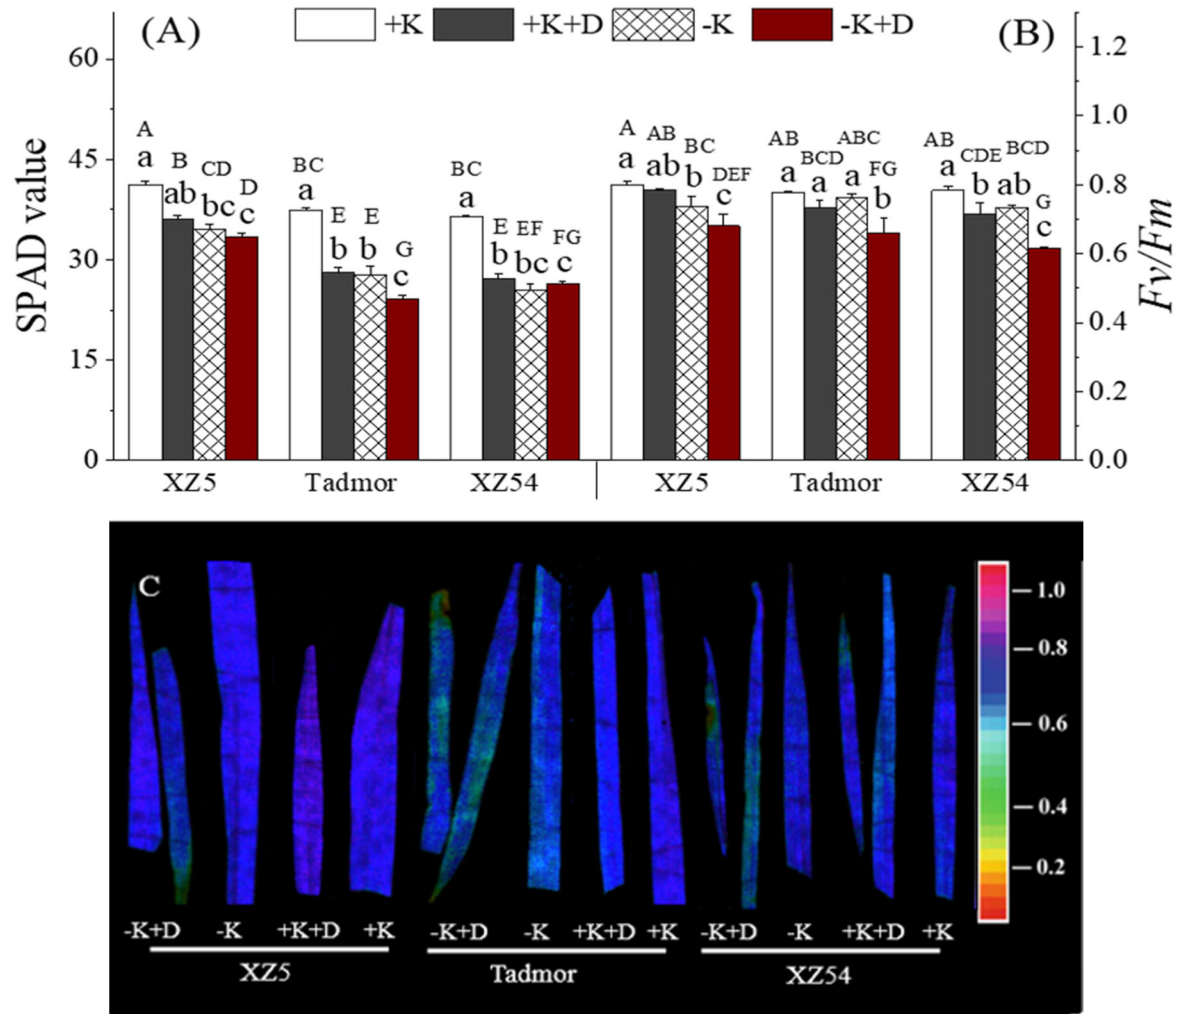 (A) +K +K+D -K -K+D (B)
SPAD value
60
45
30
15
0
A a B ab CD bc D c
BC a E b E b G c
BC a E b EF bc FG c
A a AB ab BC b DEF c
AB a BCD a ABC a FG b
AB a CDE b BCD ab G c
1.2
1.0
0.8
0.6
0.4
0.2
0.0
Fv/Fm
XZ5 Tadmor XZ54 XZ5 Tadmor XZ54
C
1.0
0.8
0.6
0.4
0.2
-K+D -K +K+D +K -K+D -K +K+D +K -K+D -K +K+D +K
XZ5 Tadmor XZ54